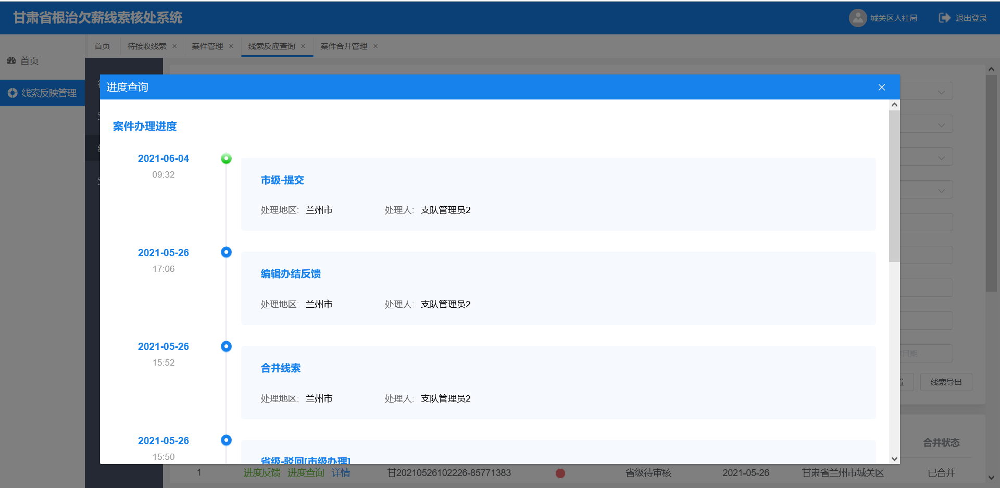 甘肃省根治欠薪线索核处系统
城关区人社局
退出登录
首页
待接收线索
案件管理
线索反应查询
案件合并管理
首页
线索反映管理
进度查询
案件办理进度
2021-06-04
09:32
市级-提交
处理地区: 兰州市 处理人: 支队管理员2
2021-05-26
17:06
编辑办结反馈
处理地区: 兰州市 处理人: 支队管理员2
2021-05-26
15:52
合并线索
处理地区: 兰州市 处理人: 支队管理员2
2021-05-26
15:50
省级-驳回[市级办理]
日期
线索导出
合并状态
1 进度反馈 进度查询 详情 甘20210526102226-85771383 省级待审核 2021-05-26 甘肃省兰州市城关区 已合并